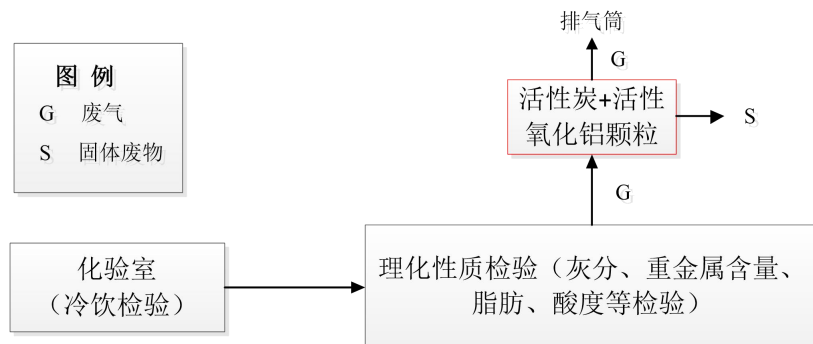 排气筒
G
图 例
G 废气
S 固体废物
活性炭+活性
氧化铝颗粒
S
G
化验室
（冷饮检验）
理化性质检验（灰分、重金属含量、
脂肪、酸度等检验）